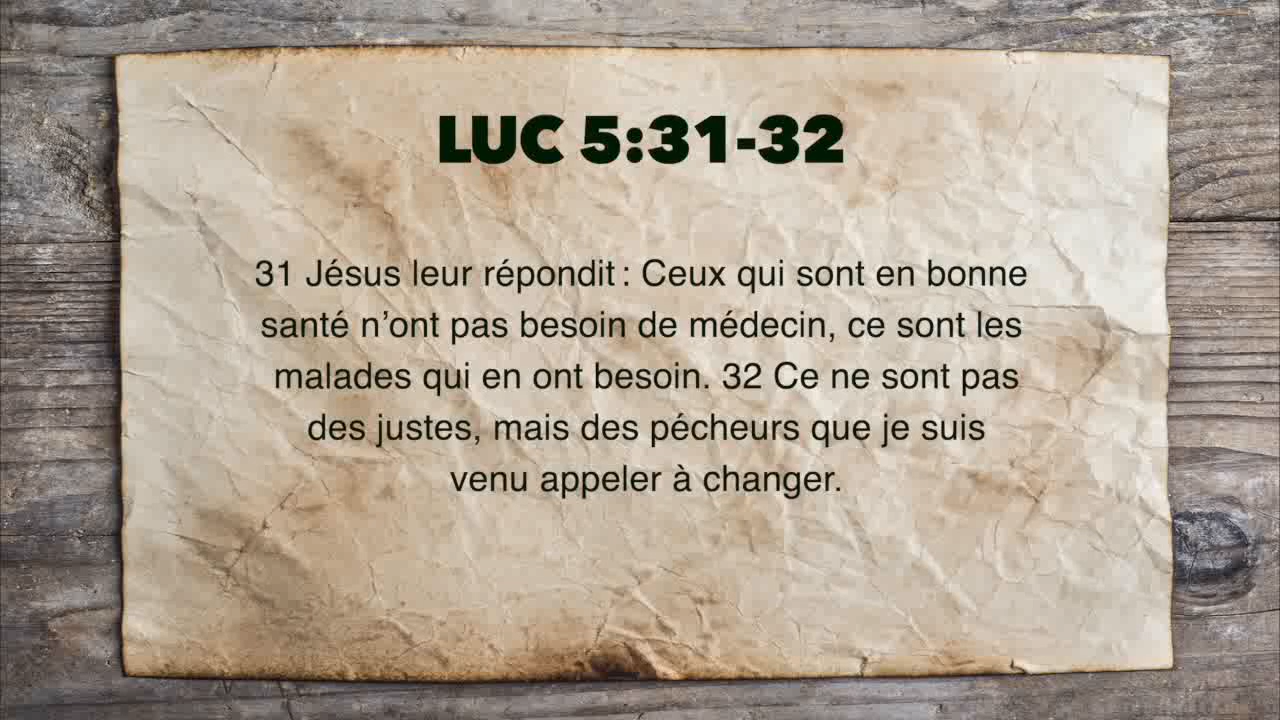 LUC 5:31-32
31 Jésus leur répondit : Ceux qui sont en bonne
santé n’ont pas besoin de médecin, ce sont les
malades qui en ont besoin. 32 Ce ne sont pas
des justes, mais des pécheurs que je suis
venu appeler à changer.